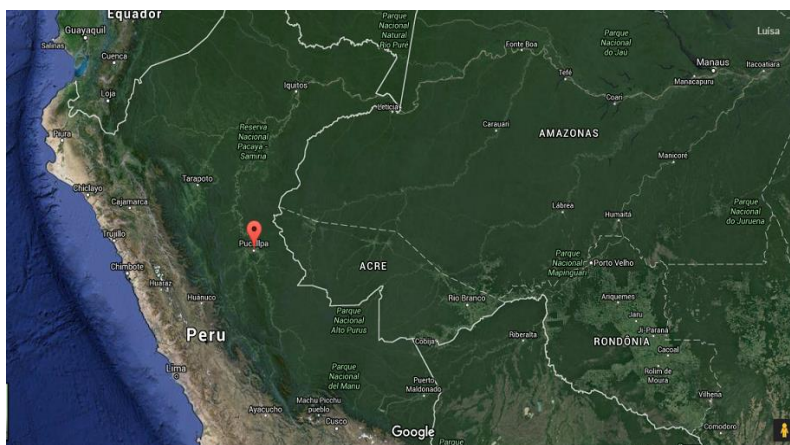 Equador
Guayaquil
Salinas
Cuenca
Loja
Piura
Chiclayo
Cajamarca
Trujillo
Chimbote
Huaraz
Huánuco
Tarapoto
Iquitos
Reserva
Nacional
Pacaya
Samiria
Pucallpa
Peru
Lima
Ayacucho
Machu Picchu
pueblo
Cusco
Parque
Nacional
del Manu
Parque
Nacional
Alto Purus
Puerto
Maldonado
Google
Parque
Parque
Nacional
Natural
Rio Puré
Leticia
Fonte Boa
Tefé
Coari
Carauari
AMAZONAS
Parque
Nacional
do Jaú
Manaus
Manacapuru
Itacoatiara
Luísa
Manicoré
Lábrea
Humaitá
Parque
Nacional
do Juruena
Parque
Nacional
Mapinguari
Porto Velho
ACRE
Rio Branco
Cobija
Riberalta
Ariquemes
Jaru
Ji-Paraná
RONDÔNIA
Cacoal
Rolim de
Moura
Vilhena
Comodoro